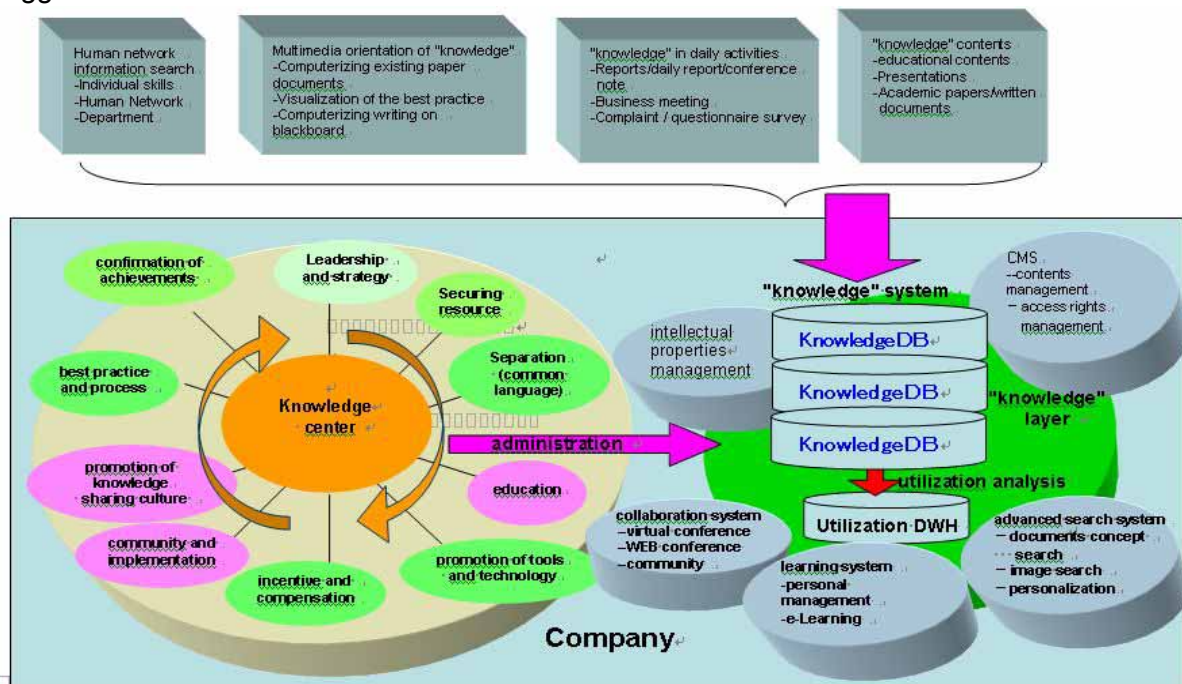 Human network
information search
-Individual skills
-Human Network
-Department
Multimedia orientation of "knowledge"
-Computerizing existing paper
documents
-Visualization of the best practice
-Computerizing writing on
blackboard
"knowledge" in daily activities
-Reports/daily report/conference
note
-Business meeting
-Complaint / questionnaire survey
"knowledge" contents
-educational contents
-Presentations
-Academic papers/written
documents
confirmation of
achievements
Leadership
and strategy
Securing
resource
Separation
(common
language)
best practice
and process
Knowledge
center
promotion of
knowledge
sharing culture
education
community and
implementation
incentive and
compensation
promotion of tools
and technology
administration
Company
"knowledge" system
KnowledgeDB
KnowledgeDB
KnowledgeDB
intellectual
properties
management
CMS
--contents
management
– access rights
management
"knowledge"
layer
utilization analysis
Utilization DWH
collaboration system
–virtual conference
–WEB conference
–community
learning system
-personal
management
-e-Learning
advanced search system
– documents concept
search
– image search
– personalization